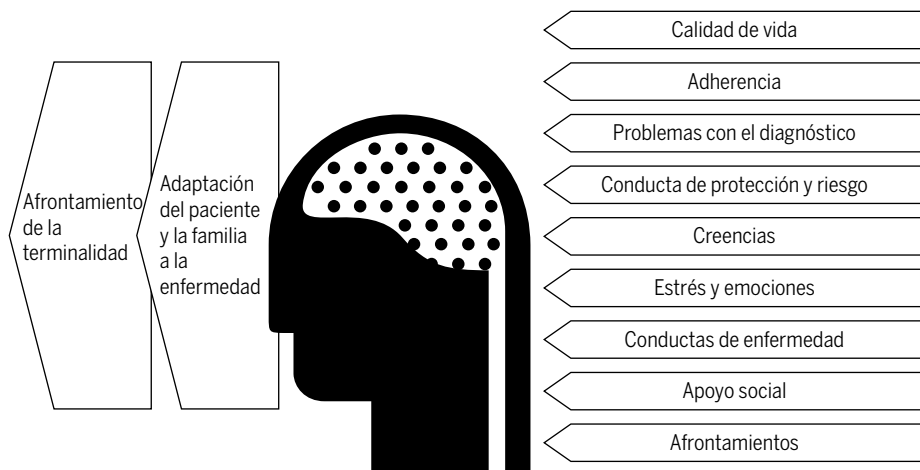 Afrontamiento
de la
terminalidad
Adaptación
del paciente
y la familia
a la
enfermedad
Calidad de vida
Adherencia
Problemas con el diagnóstico
Conducta de protección y riesgo
Creencias
Estrés y emociones
Conductas de enfermedad
Apoyo social
Afrontamientos